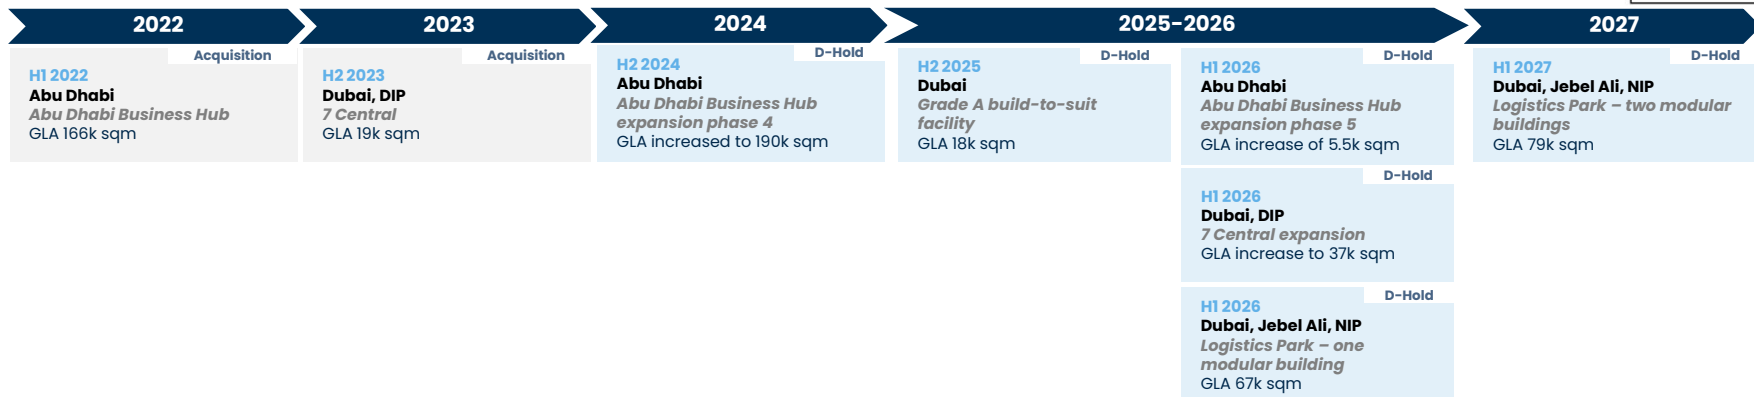 2022
2023
2024
2025-2026
2027
Acquisition
H1 2022
Abu Dhabi
Abu Dhabi Business Hub
GLA 166k sqm
Acquisition
H2 2023
Dubai, DIP
7 Central
GLA 19k sqm
D-Hold
H2 2024
Abu Dhabi
Abu Dhabi Business Hub
expansion phase 4
GLA increased to 190k sqm
D-Hold
H2 2025
Dubai
Grade A build-to-suit
facility
GLA 18k sqm
D-Hold
H1 2026
Abu Dhabi
Abu Dhabi Business Hub
expansion phase 5
GLA increase of 5.5k sqm
D-Hold
H1 2026
Dubai, DIP
7 Central expansion
GLA increase to 37k sqm
D-Hold
H1 2026
Dubai, Jebel Ali, NIP
Logistics Park – one
modular building
GLA 67k sqm
D-Hold
H1 2027
Dubai, Jebel Ali, NIP
Logistics Park – two modular
buildings
GLA 79k sqm